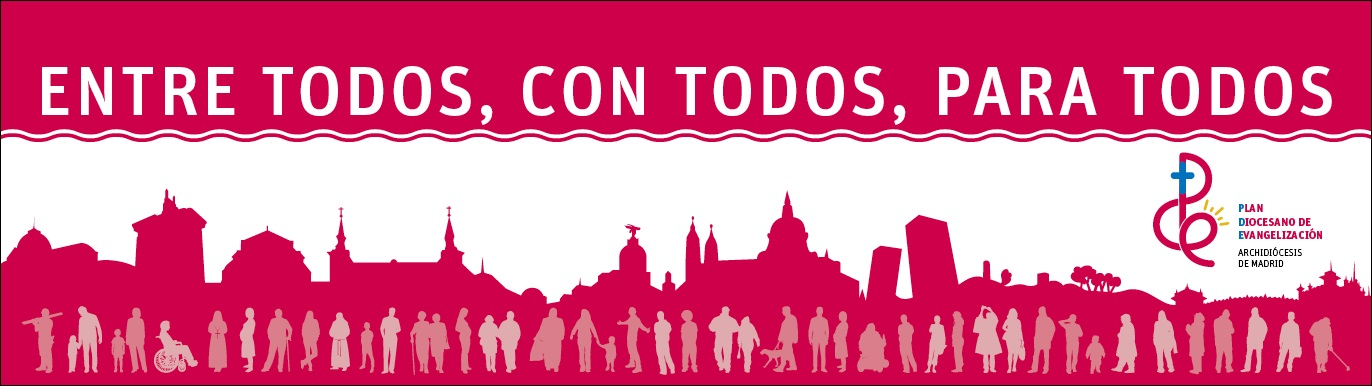 ENTRE TODOS, CON TODOS, PARA TODOS
PLAN
DIOCESANO DE
EVANGELIZACIÓN
ARCHIDIÓCESIS
DE MADRID